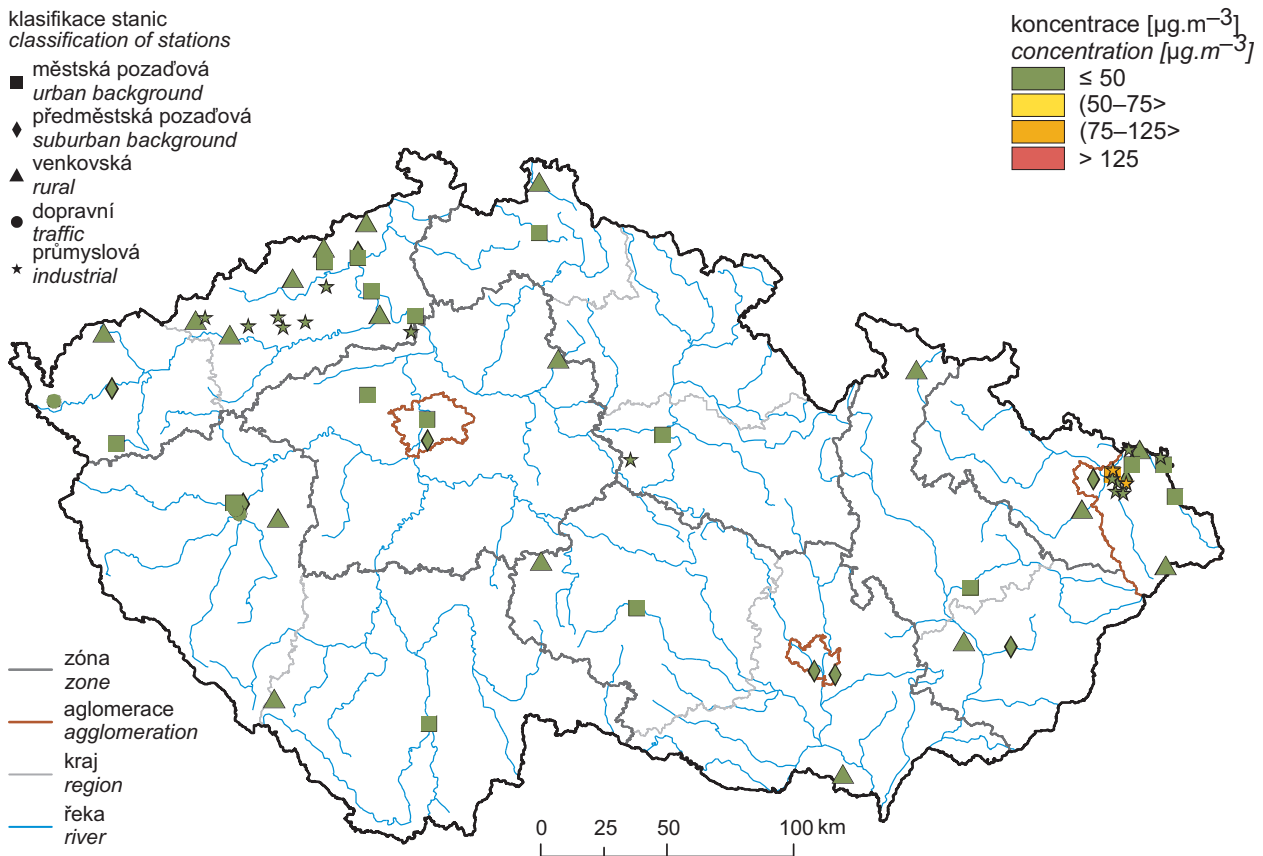 klasifikace stanic
classification of stations
městská pozaďová
urban background
předměstská pozaďová
suburban background
venkovská
rural
dopravní
traffic
průmyslová
industrial
koncentrace [µg.m⁻³]
concentration [µg.m⁻³]
≤ 50
(50–75>
(75–125>
> 125
zóna
zone
aglomerace
agglomeration
kraj
region
řeka
river
0 25 50 100 km